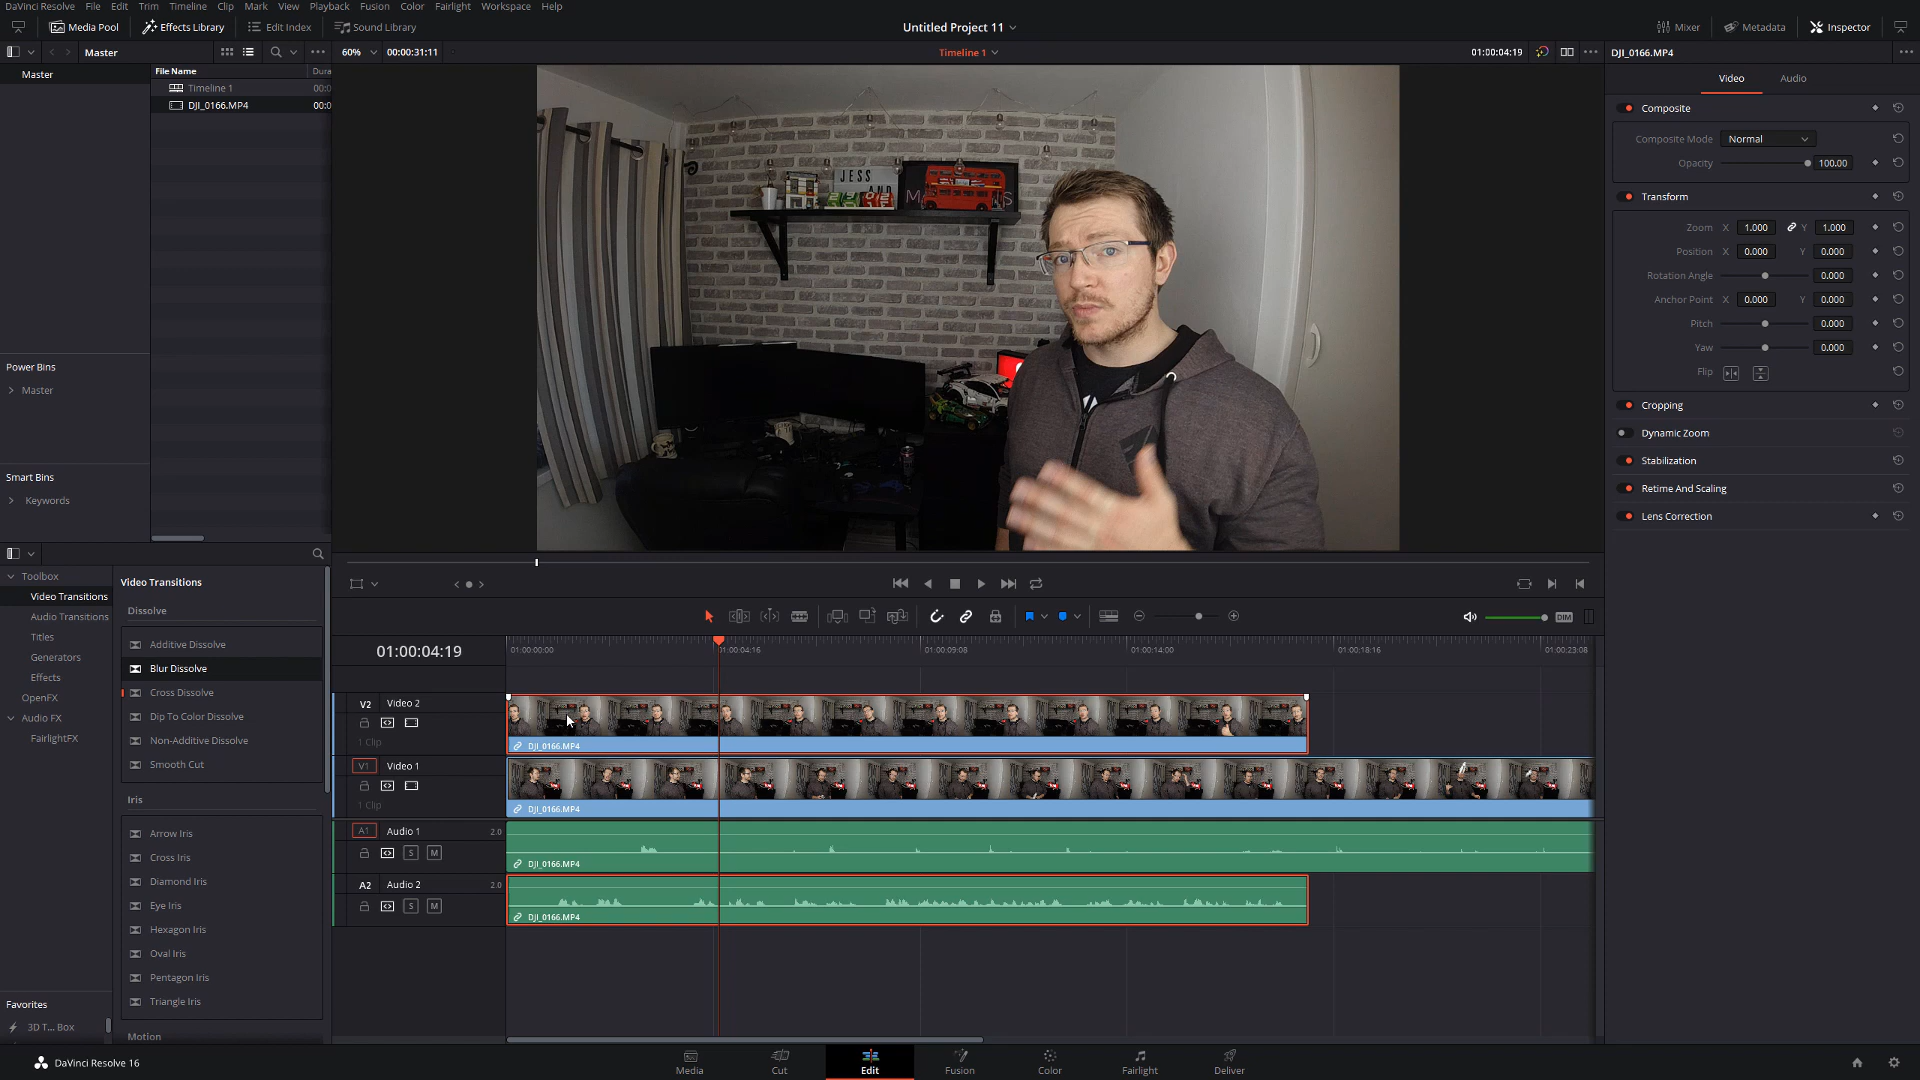 DaVinci Resolve File Edit Trim Timeline Clip Mark View Playback Fusion Color Fairlight Workspace Help
Media Pool Effects Library Edit Index Sound Library Untitled Project 11 Mixer Metadata Inspector
Master 60% 00:00:31:11 Timeline 1 01:00:04:19 DJI_0166.MP4
Master
File Name Dura
Timeline 1 00:0
DJI_0166.MP4 00:0
Power Bins
Master
Smart Bins
Keywords
JESS
AND
Video Audio
Composite
Composite Mode Normal
Opacity 100.00
Transform
Zoom X 1.000 Y 1.000
Position X 0.000 Y 0.000
Rotation Angle 0.000
Anchor Point X 0.000 Y 0.000
Pitch 0.000
Yaw 0.000
Flip
Cropping
Dynamic Zoom
Stabilization
Retime And Scaling
Lens Correction
Toolbox
Video Transitions
Audio Transitions
Titles
Generators
Effects
OpenFX
Audio FX
FairlightFX
Favorites
3D T... Box
Video Transitions
Dissolve
Additive Dissolve
Blur Dissolve
Cross Dissolve
Dip To Color Dissolve
Non-Additive Dissolve
Smooth Cut
Iris
Arrow Iris
Cross Iris
Diamond Iris
Eye Iris
Hexagon Iris
Oval Iris
Pentagon Iris
Triangle Iris
Motion
DIM
01:00:04:19 01:00:00:00 01:00:04:16 01:00:09:08 01:00:14:00 01:00:18:16 01:00:23:08
V2 Video 2
1 Clip
DJI_0166.MP4
V1 Video 1
1 Clip
DJI_0166.MP4
A1 Audio 1 2.0
S M
DJI_0166.MP4
A2 Audio 2 2.0
S M
DJI_0166.MP4
DaVinci Resolve 16 Media Cut Edit Fusion Color Fairlight Deliver